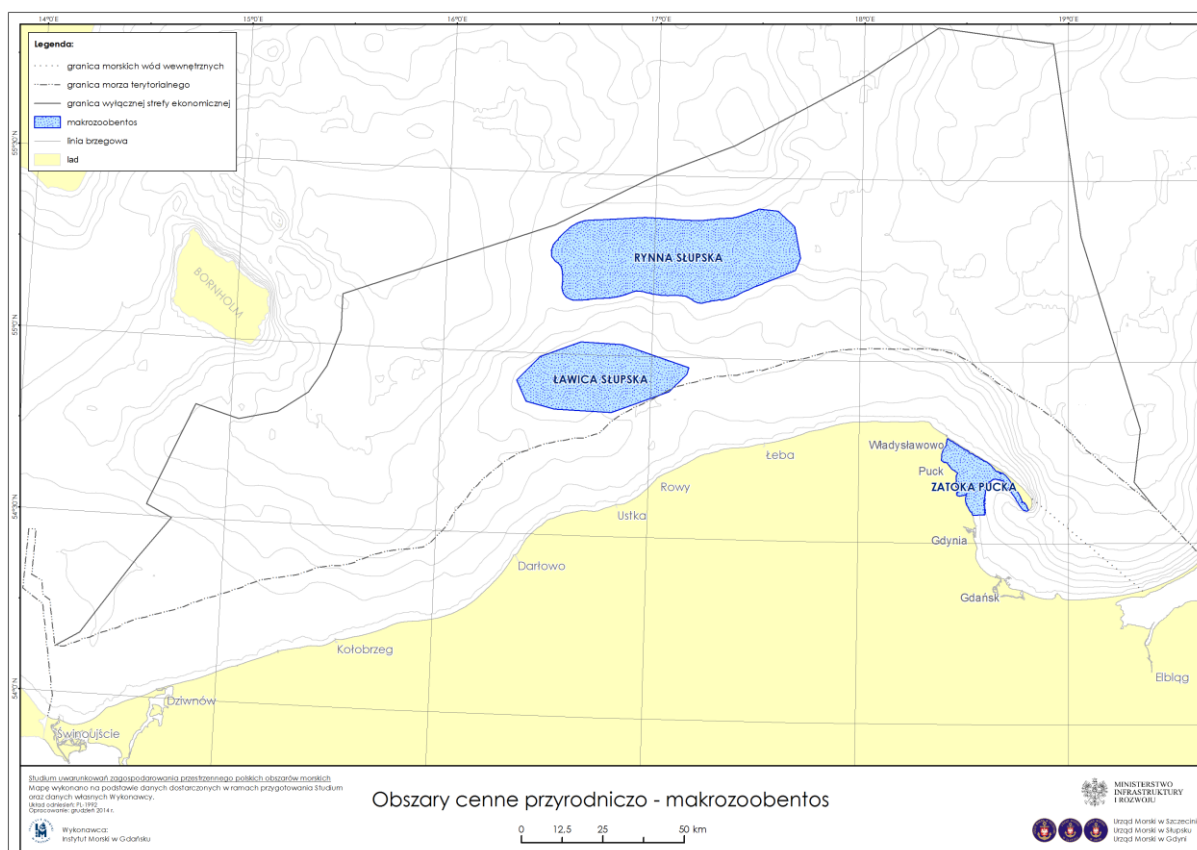 14°0'E 15°0'E 16°0'E 17°0'E 18°0'E 19°0'E
Legenda:
granica morskich wód wewnętrznych
granica morza terytorialnego
granica wyłącznej strefy ekonomicznej
makrozoobentos
linia brzegowa
ląd
BORNHOLM
RYNNA SŁUPSKA
ŁAWICA SŁUPSKA
Władysławowo
Puck
ZATOKA PUCKA
Łeba
Rowy
Ustka
Gdynia
Darłowo
Gdańsk
Kołobrzeg
Elbląg
Dziwnów
Świnoujście
Studium uwarunkowań zagospodarowania przestrzennego polskich obszarów morskich
Mapę wykonano na podstawie danych dostarczonych w ramach przygotowania Studium
oraz danych własnych Wykonawcy.
Układ odniesień: PL-1992
Opracowanie: grudzień 2014 r.
Wykonawca:
Instytut Morski w Gdańsku
Obszary cenne przyrodniczo - makrozoobentos
0 12,5 25 50 km
MINISTERSTWO
INFRASTRUKTURY
I ROZWOJU
Urząd Morski w Szczecinie
Urząd Morski w Słupsku
Urząd Morski w Gdyni